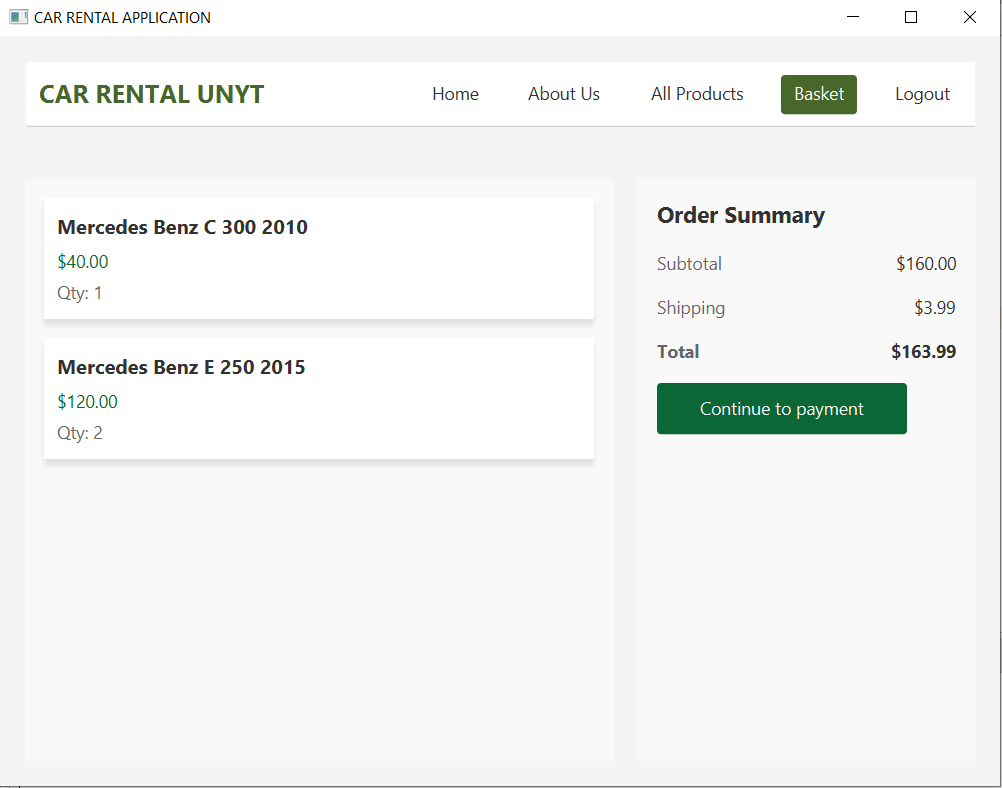 CAR RENTAL APPLICATION
CAR RENTAL UNYT
Home
About Us
All Products
Basket
Logout
Mercedes Benz C 300 2010
$40.00
Qty: 1
Mercedes Benz E 250 2015
$120.00
Qty: 2
Order Summary
Subtotal $160.00
Shipping $3.99
Total $163.99
Continue to payment